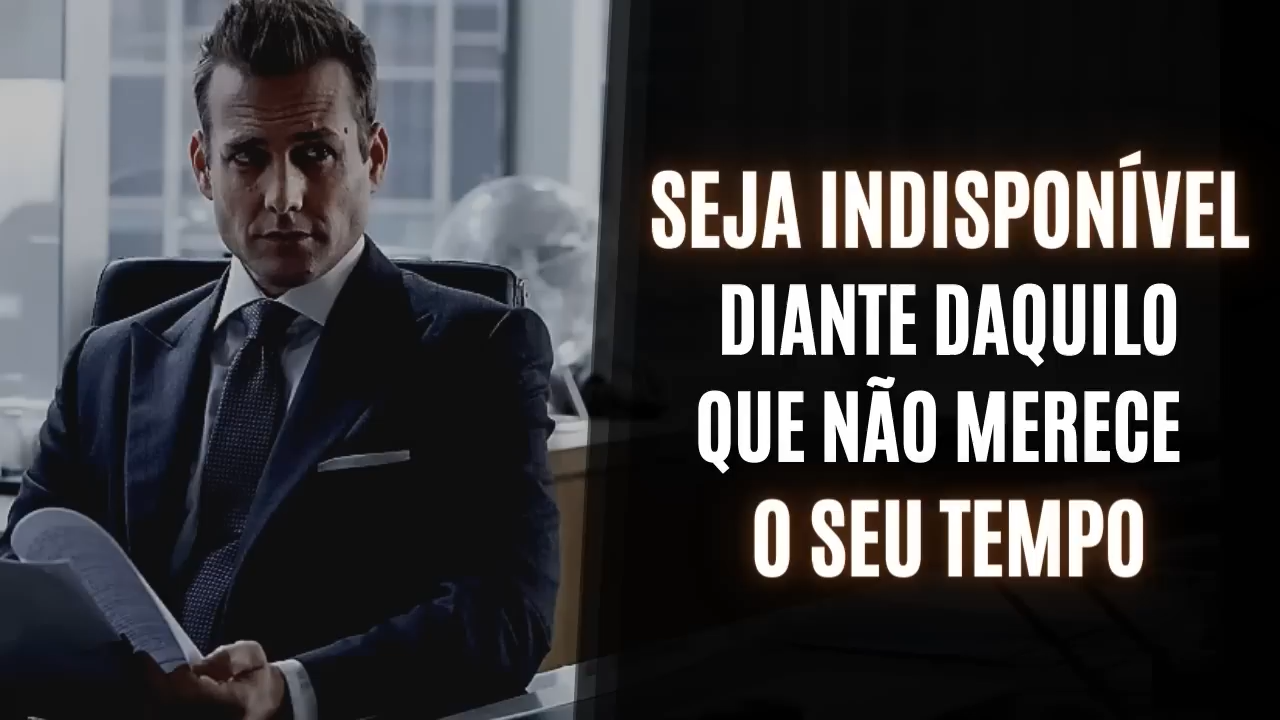 SEJA INDISPONÍVEL
DIANTE DAQUILO
QUE NÃO MERECE
O SEU TEMPO